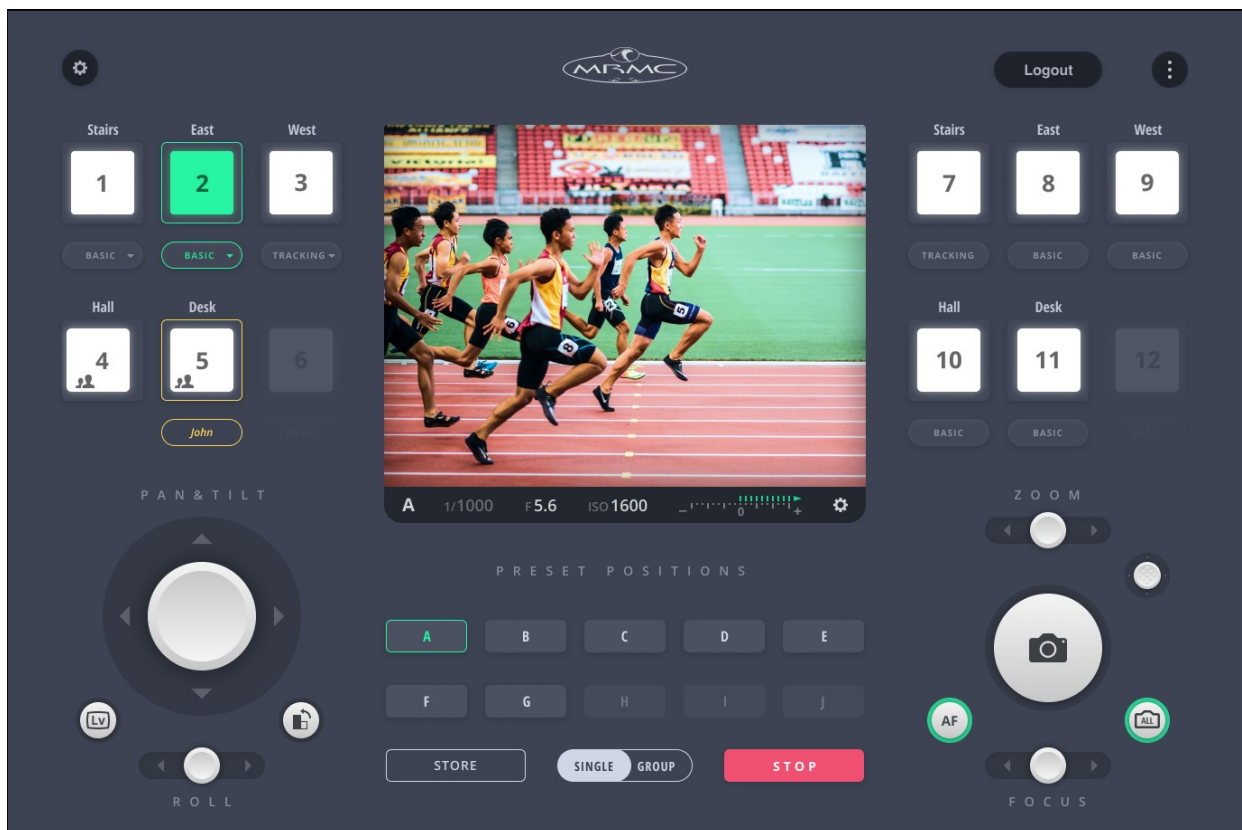 MRMC
Logout
Stairs East West
1 2 3
BASIC BASIC TRACKING
Hall Desk
4 5 6
John
Stairs East West
7 8 9
TRACKING BASIC BASIC
Hall Desk
10 11 12
BASIC BASIC
A 1/1000 F5.6 ISO1600 – 0 +
PAN&TILT
Lv
ROLL
PRESET POSITIONS
A B C D E
F G H I J
STORE SINGLE GROUP STOP
ZOOM
AF
ALL
FOCUS
8
5